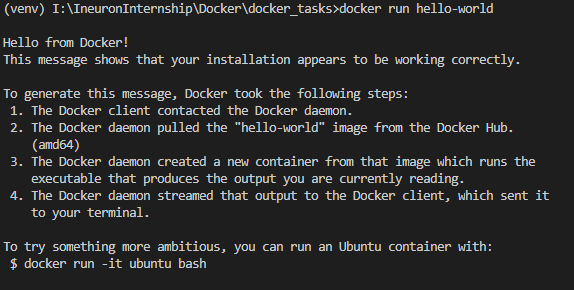 (venv) I:\IneuronInternship\Docker\docker_tasks>docker run hello-world
Hello from Docker!
This message shows that your installation appears to be working correctly.
To generate this message, Docker took the following steps:
1. The Docker client contacted the Docker daemon.
2. The Docker daemon pulled the "hello-world" image from the Docker Hub.
(amd64)
3. The Docker daemon created a new container from that image which runs the
executable that produces the output you are currently reading.
4. The Docker daemon streamed that output to the Docker client, which sent it
to your terminal.
To try something more ambitious, you can run an Ubuntu container with:
$ docker run -it ubuntu bash